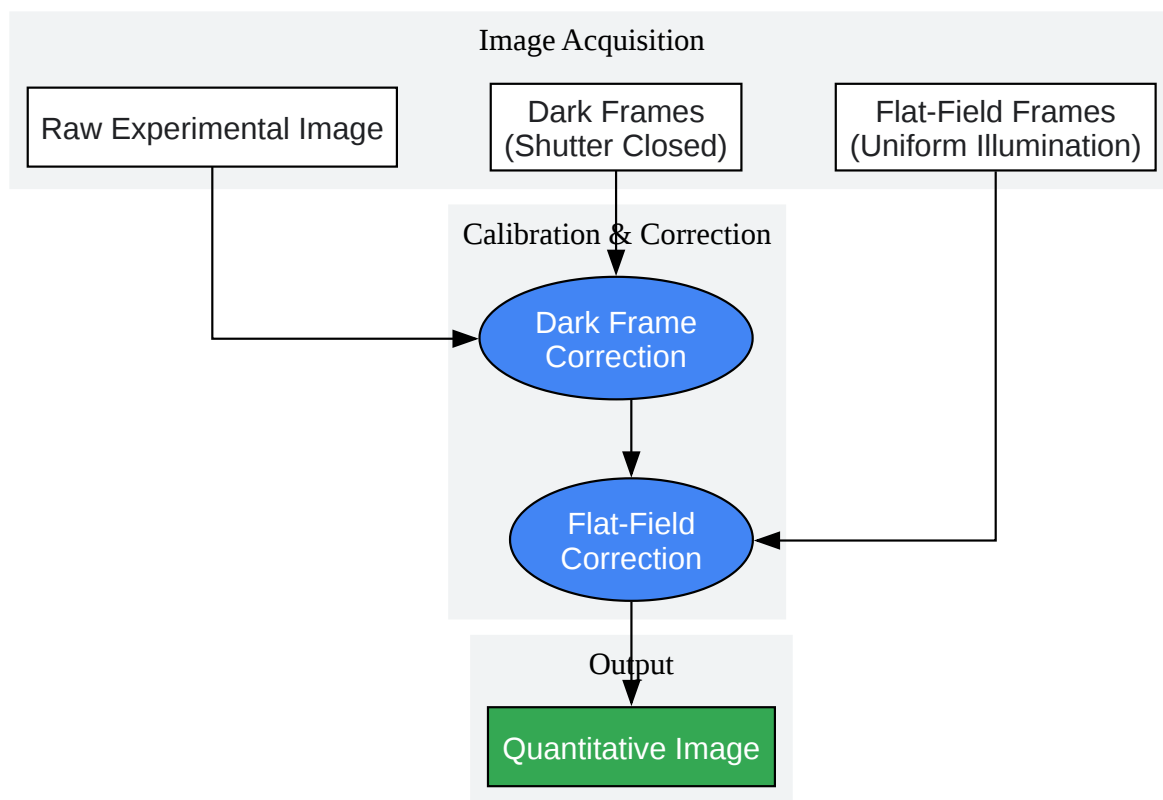 Image Acquisition
Raw Experimental Image
Dark Frames
(Shutter Closed)
Flat-Field Frames
(Uniform Illumination)
Calibration & Correction
Dark Frame
Correction
Flat-Field
Correction
Output
Quantitative Image